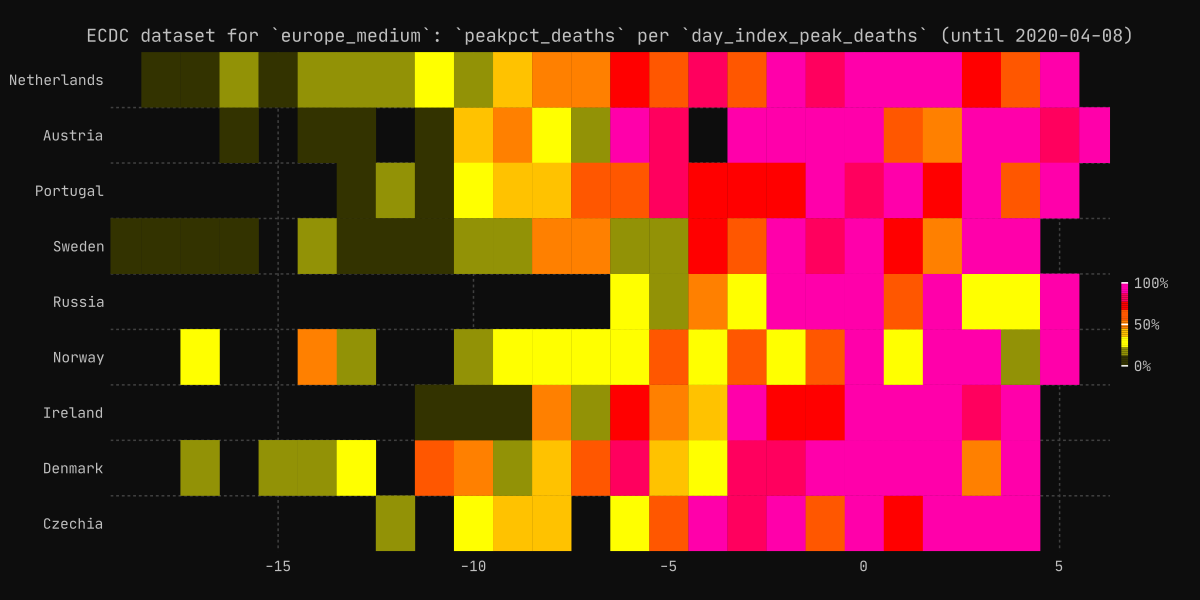 ECDC dataset for `europe_medium`: `peakpct_deaths` per `day_index_peak_deaths` (until 2020-04-08)
Netherlands
Austria
Portugal
Sweden
Russia
Norway
Ireland
Denmark
Czechia
-15 -10 -5 0 5
100%
50%
0%